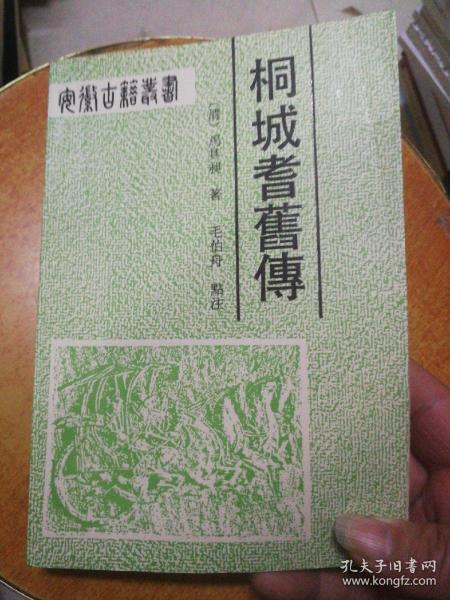 安徽古籍叢書
桐城耆舊傳
〔清〕馬其昶 著
毛伯舟 點注
孔夫子旧书网
www.kongfz.com